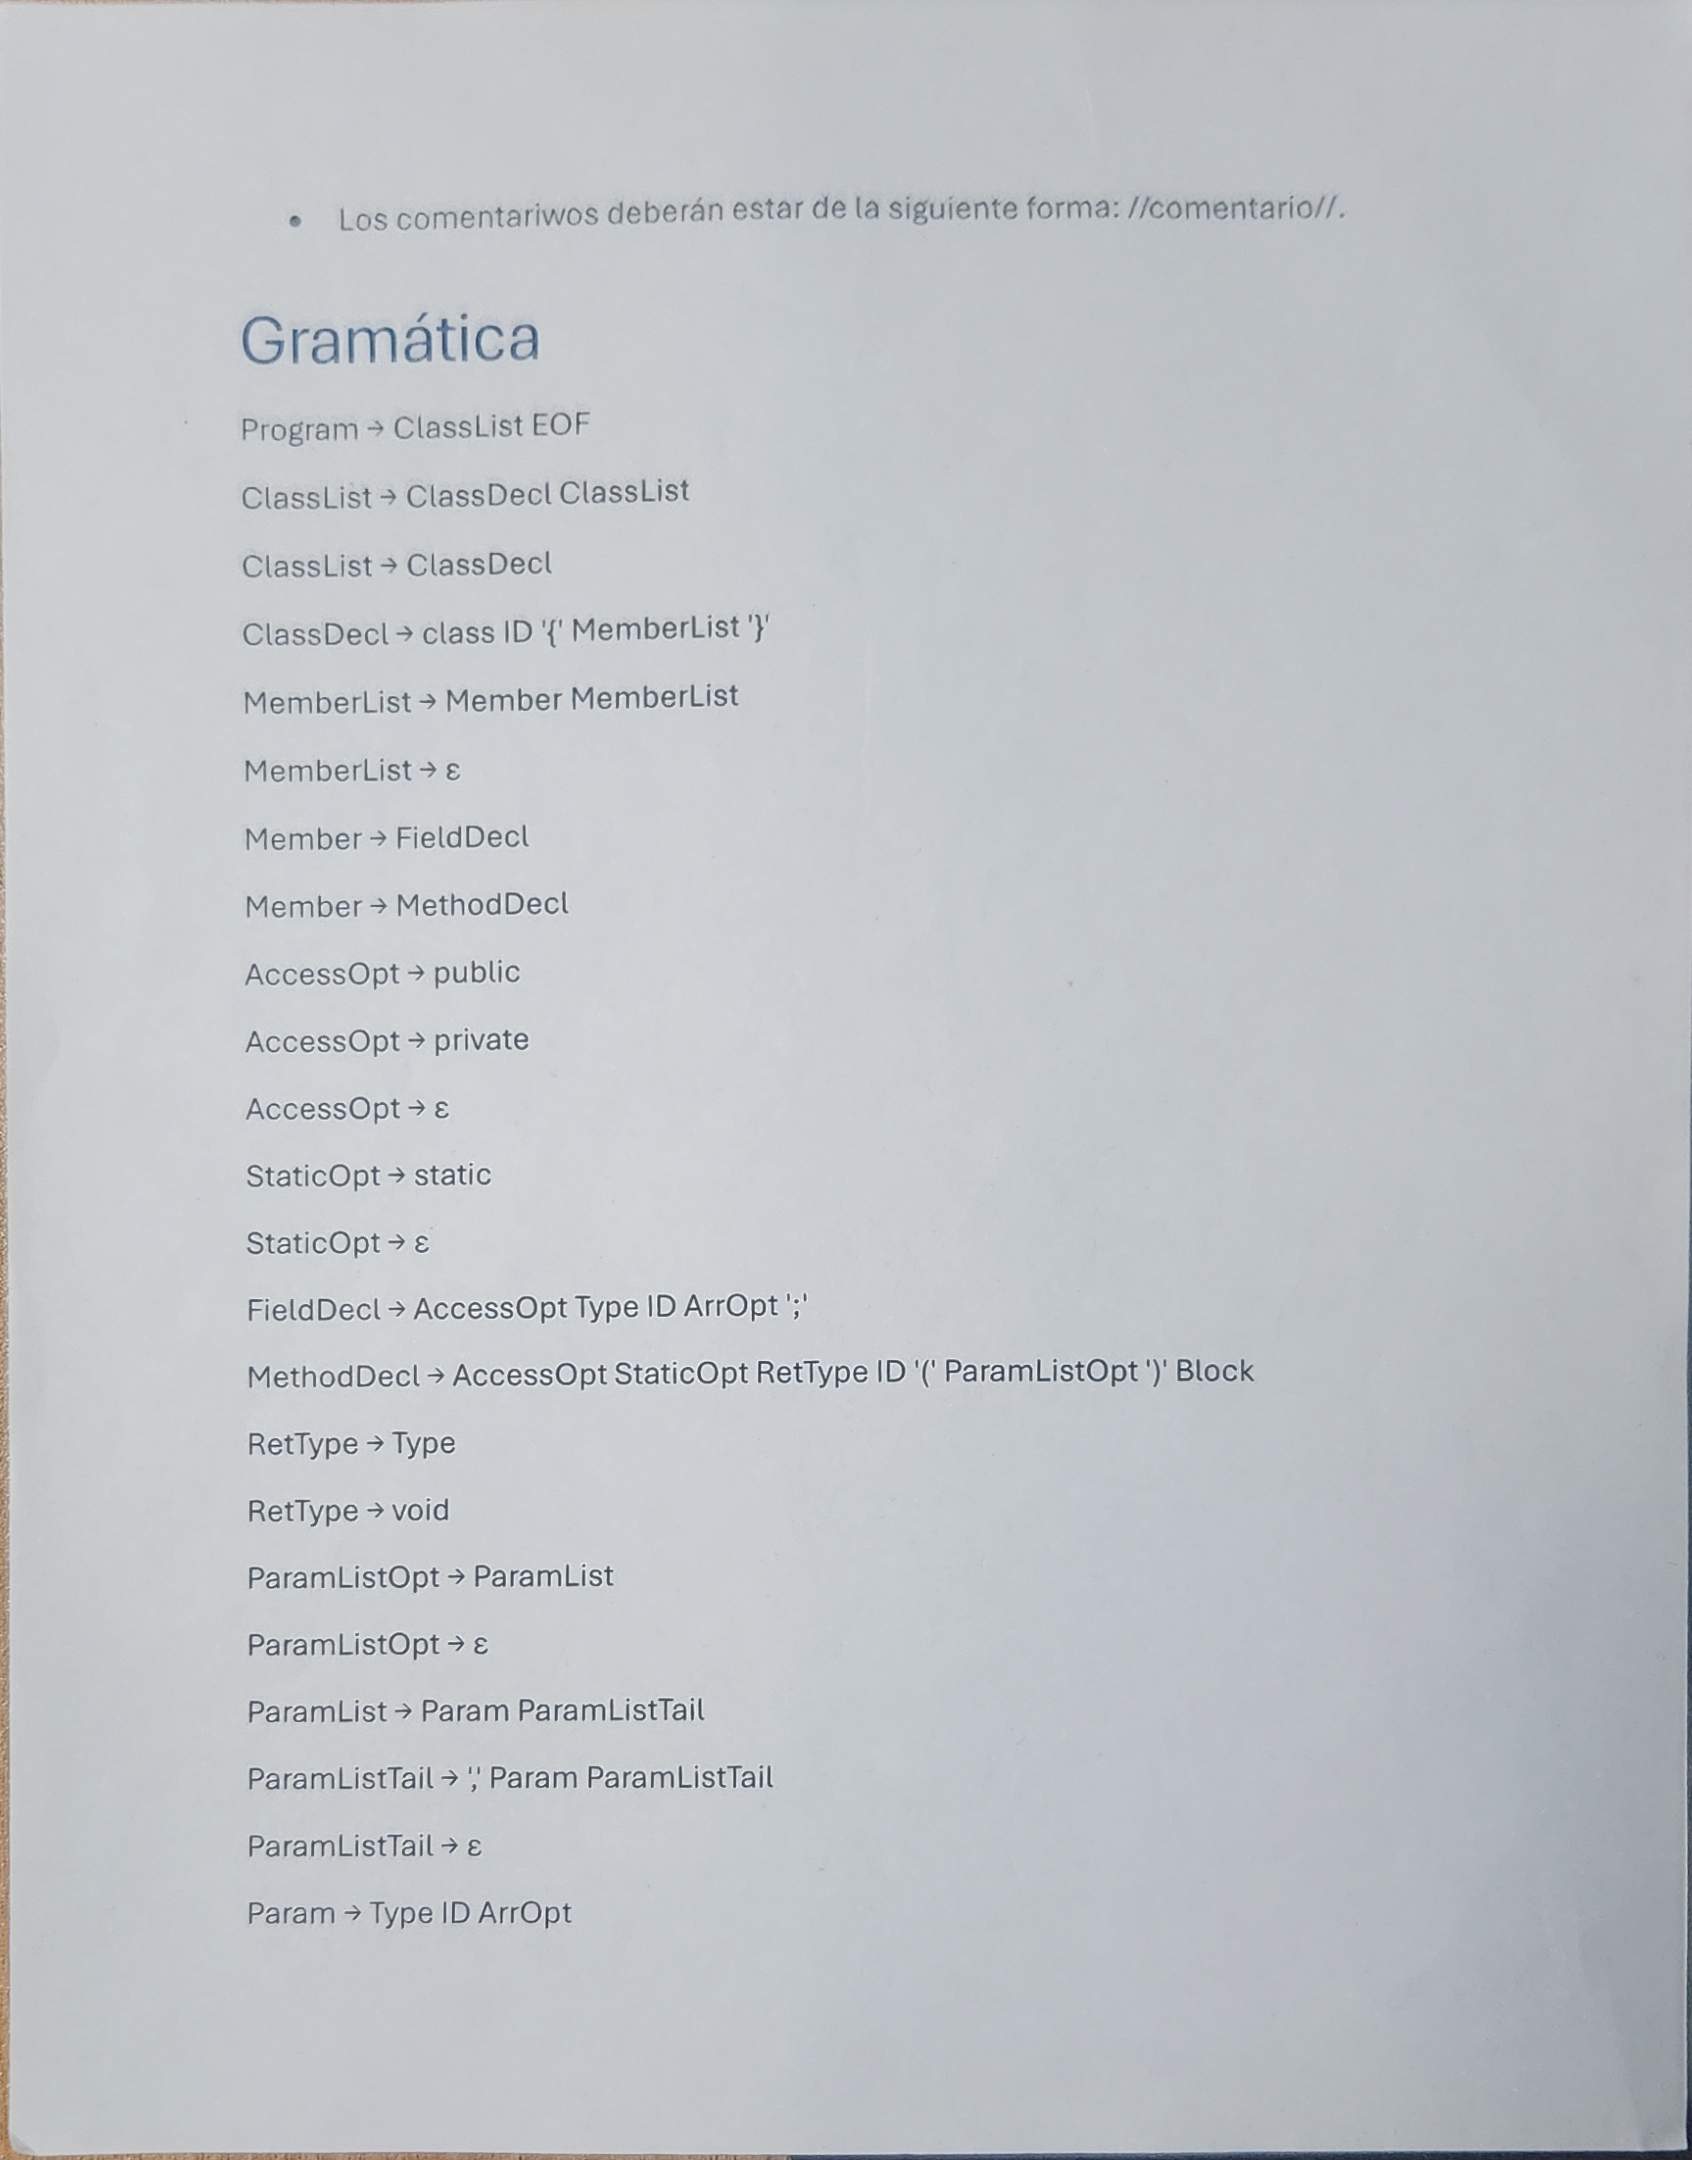 • Los comentariwos deberán estar de la siguiente forma: //comentario//.
Gramática
Program → ClassList EOF
ClassList → ClassDecl ClassList
ClassList → ClassDecl
ClassDecl → class ID '{' MemberList '}'
MemberList → Member MemberList
MemberList → ε
Member → FieldDecl
Member → MethodDecl
AccessOpt → public
AccessOpt → private
AccessOpt → ε
StaticOpt → static
StaticOpt → ε
FieldDecl → AccessOpt Type ID ArrOpt ';'
MethodDecl → AccessOpt StaticOpt RetType ID '(' ParamListOpt ')' Block
RetType → Type
RetType → void
ParamListOpt → ParamList
ParamListOpt → ε
ParamList → Param ParamListTail
ParamListTail → ',' Param ParamListTail
ParamListTail → ε
Param → Type ID ArrOpt